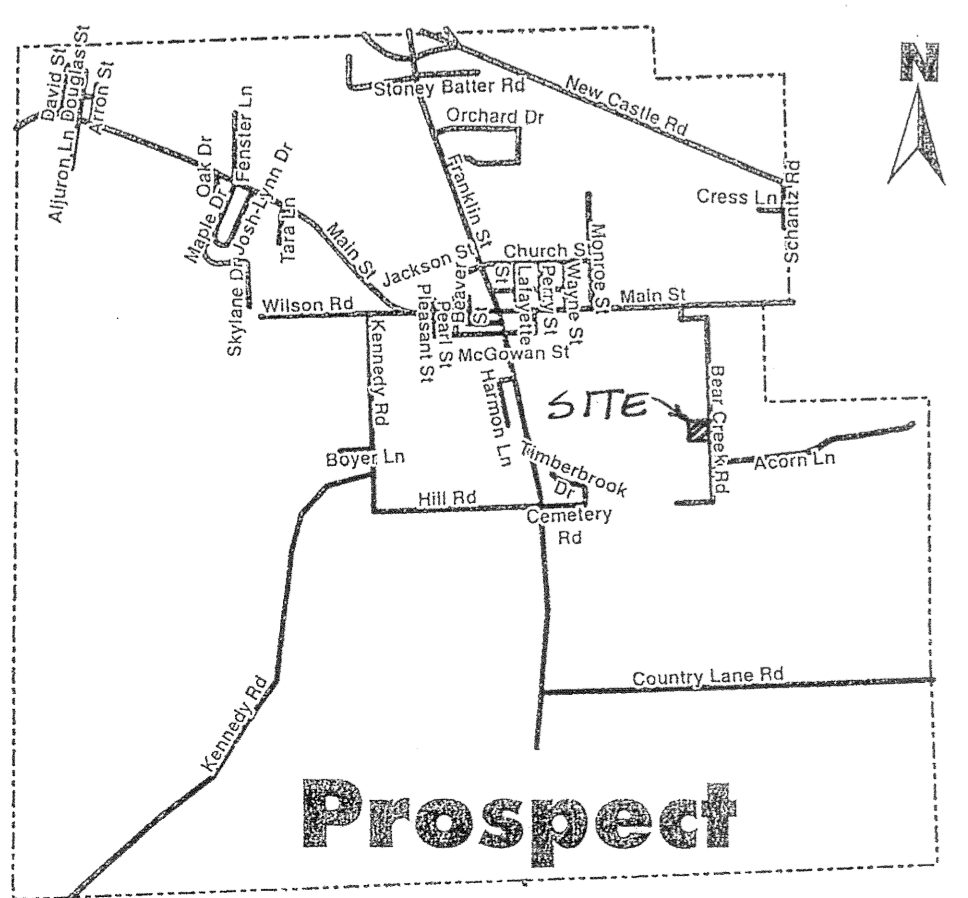 N
David St
Douglas St
Arron St
Aljuron Ln
Stoney Batter Rd
New Castle Rd
Orchard Dr
Oak Dr
Fenster Ln
Maple Dr
Josh-Lynn Dr
Tara Ln
Skylane Dr
Main St
Franklin St
Cress Ln
Schantz Rd
Jackson St
Church St
Monroe St
Beaver St
St
Lafayette
Perry St
Wayne St
Main St
Wilson Rd
Pleasant St
Pearl St
McGowan St
Kennedy Rd
Harmon Ln
SITE
Bear Creek Rd
Acorn Ln
Boyer Ln
Timberbrook
Dr
Hill Rd
Cemetery
Rd
Country Lane Rd
Kennedy Rd
Prospect